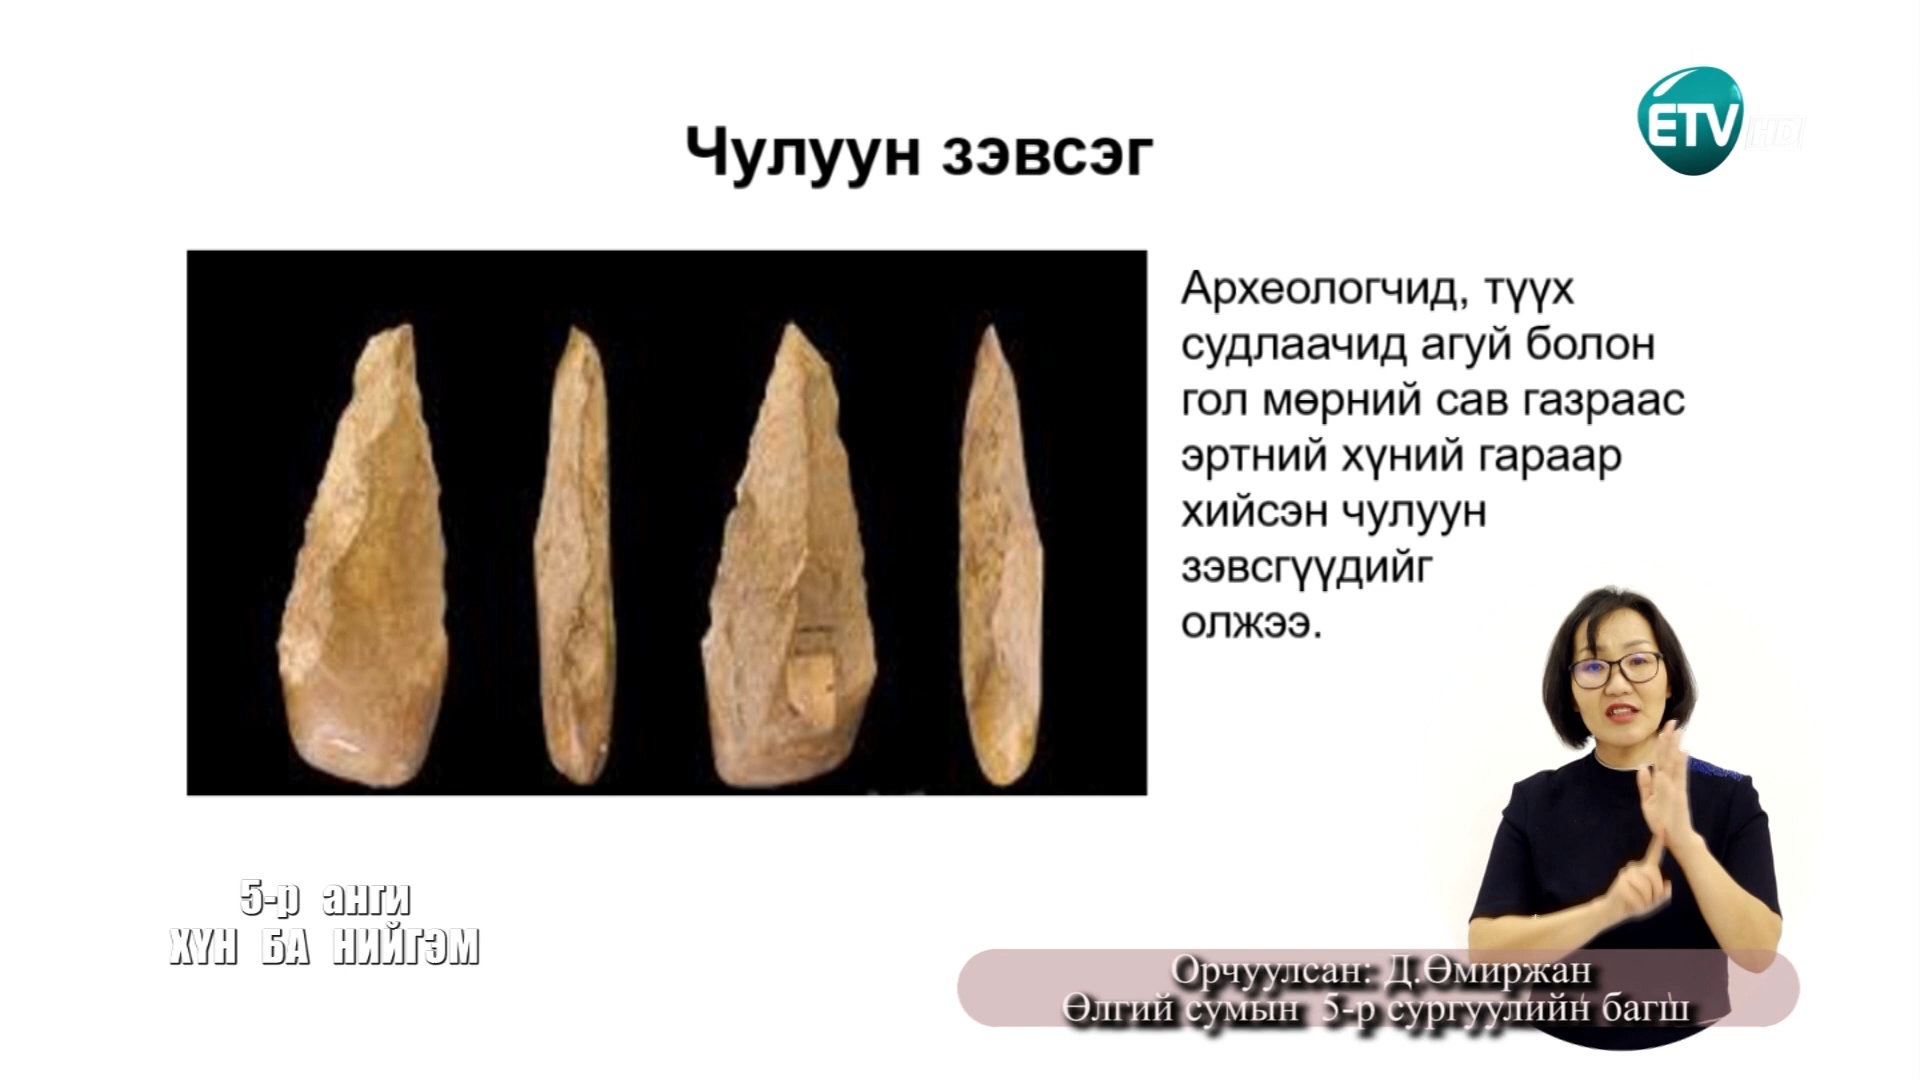 ETV HD
Чулуун зэвсэг
Археологчид, түүх
судлаачид агуй болон
гол мөрний сав газраас
эртний хүний гараар
хийсэн чулуун
зэвсгүүдийг
олжээ.
5-р анги
ХҮН БА НИЙГЭМ
Орчуулсан: Д.Өмиржан
Өлгий сумын 5-р сургуулийн багш